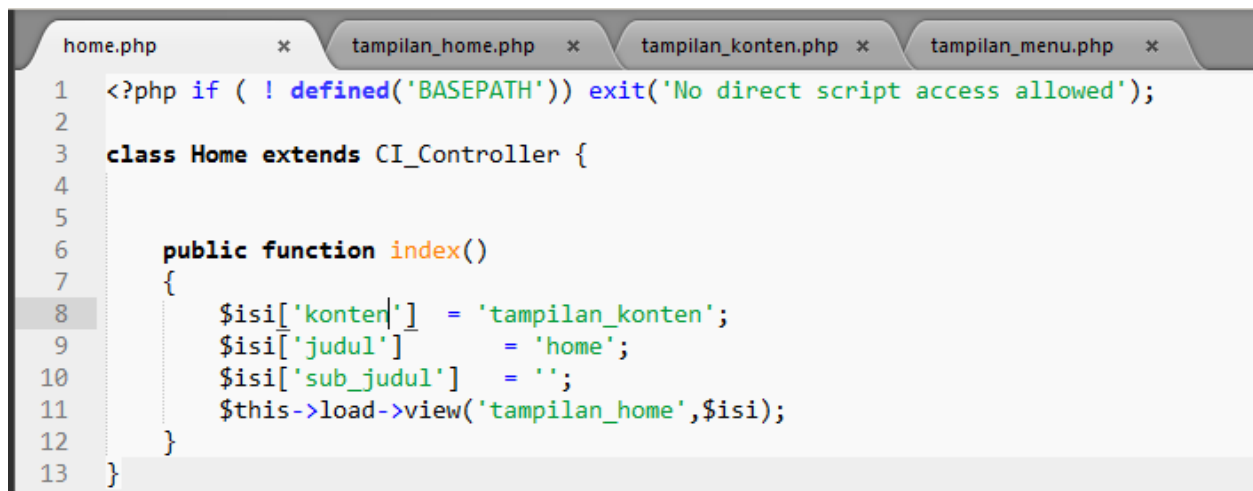 home.php × tampilan_home.php × tampilan_konten.php × tampilan_menu.php ×
1 <?php if ( ! defined('BASEPATH')) exit('No direct script access allowed');
2
3 class Home extends CI_Controller {
4
5
6 public function index()
7 {
8 $isi['konten'] = 'tampilan_konten';
9 $isi['judul'] = 'home';
10 $isi['sub_judul'] = '';
11 $this->load->view('tampilan_home',$isi);
12 }
13 }